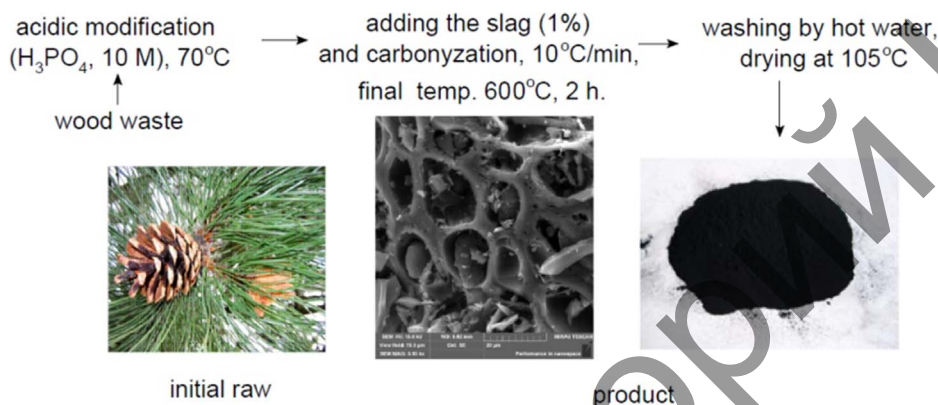 acidic modification
(H₃PO₄, 10 M), 70°C
wood waste
adding the slag (1%)
and carbonyzation, 10°C/min,
final temp. 600°C, 2 h.
washing by hot water,
drying at 105°C
initial raw
product